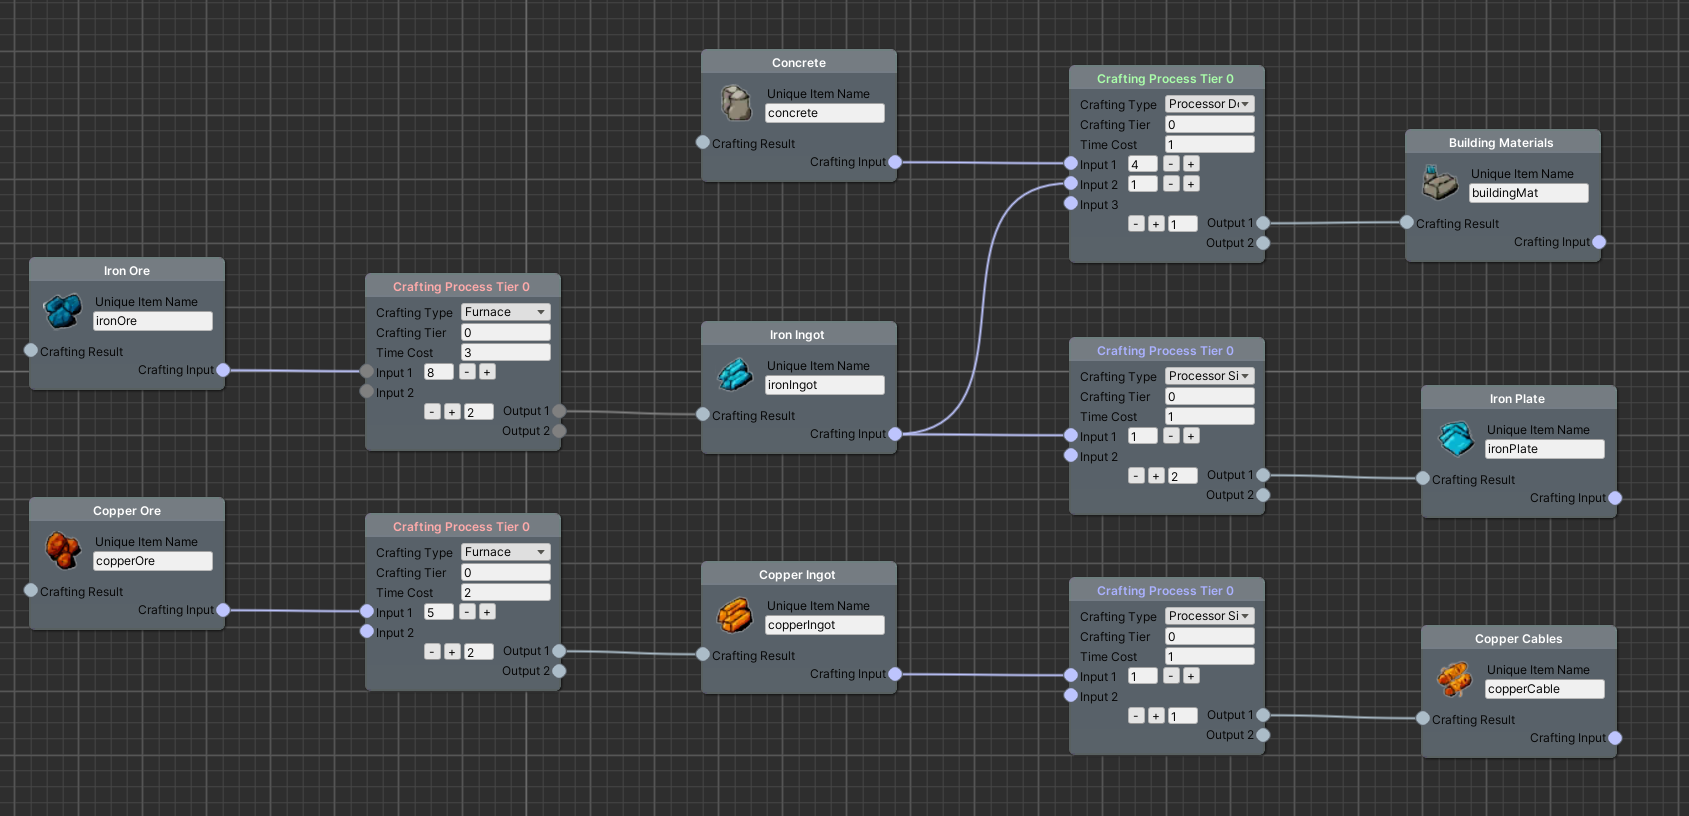 Concrete
Unique Item Name
concrete
Crafting Result
Crafting Input
Crafting Process Tier 0
Crafting Type Processor D
Crafting Tier 0
Time Cost 1
Input 1 4 - +
Input 2 1 - +
Input 3
- + 1 Output 1
Output 2
Building Materials
Unique Item Name
buildingMat
Crafting Result
Crafting Input
Iron Ore
Unique Item Name
ironOre
Crafting Result
Crafting Input
Crafting Process Tier 0
Crafting Type Furnace
Crafting Tier 0
Time Cost 3
Input 1 8 - +
Input 2
- + 2 Output 1
Output 2
Iron Ingot
Unique Item Name
ironIngot
Crafting Result
Crafting Input
Crafting Process Tier 0
Crafting Type Processor Si
Crafting Tier 0
Time Cost 1
Input 1 1 - +
Input 2
- + 2 Output 1
Output 2
Iron Plate
Unique Item Name
ironPlate
Crafting Result
Crafting Input
Copper Ore
Unique Item Name
copperOre
Crafting Result
Crafting Input
Crafting Process Tier 0
Crafting Type Furnace
Crafting Tier 0
Time Cost 2
Input 1 5 - +
Input 2
- + 2 Output 1
Output 2
Copper Ingot
Unique Item Name
copperIngot
Crafting Result
Crafting Input
Crafting Process Tier 0
Crafting Type Processor Si
Crafting Tier 0
Time Cost 1
Input 1 1 - +
Input 2
- + 1 Output 1
Output 2
Copper Cables
Unique Item Name
copperCable
Crafting Result
Crafting Input